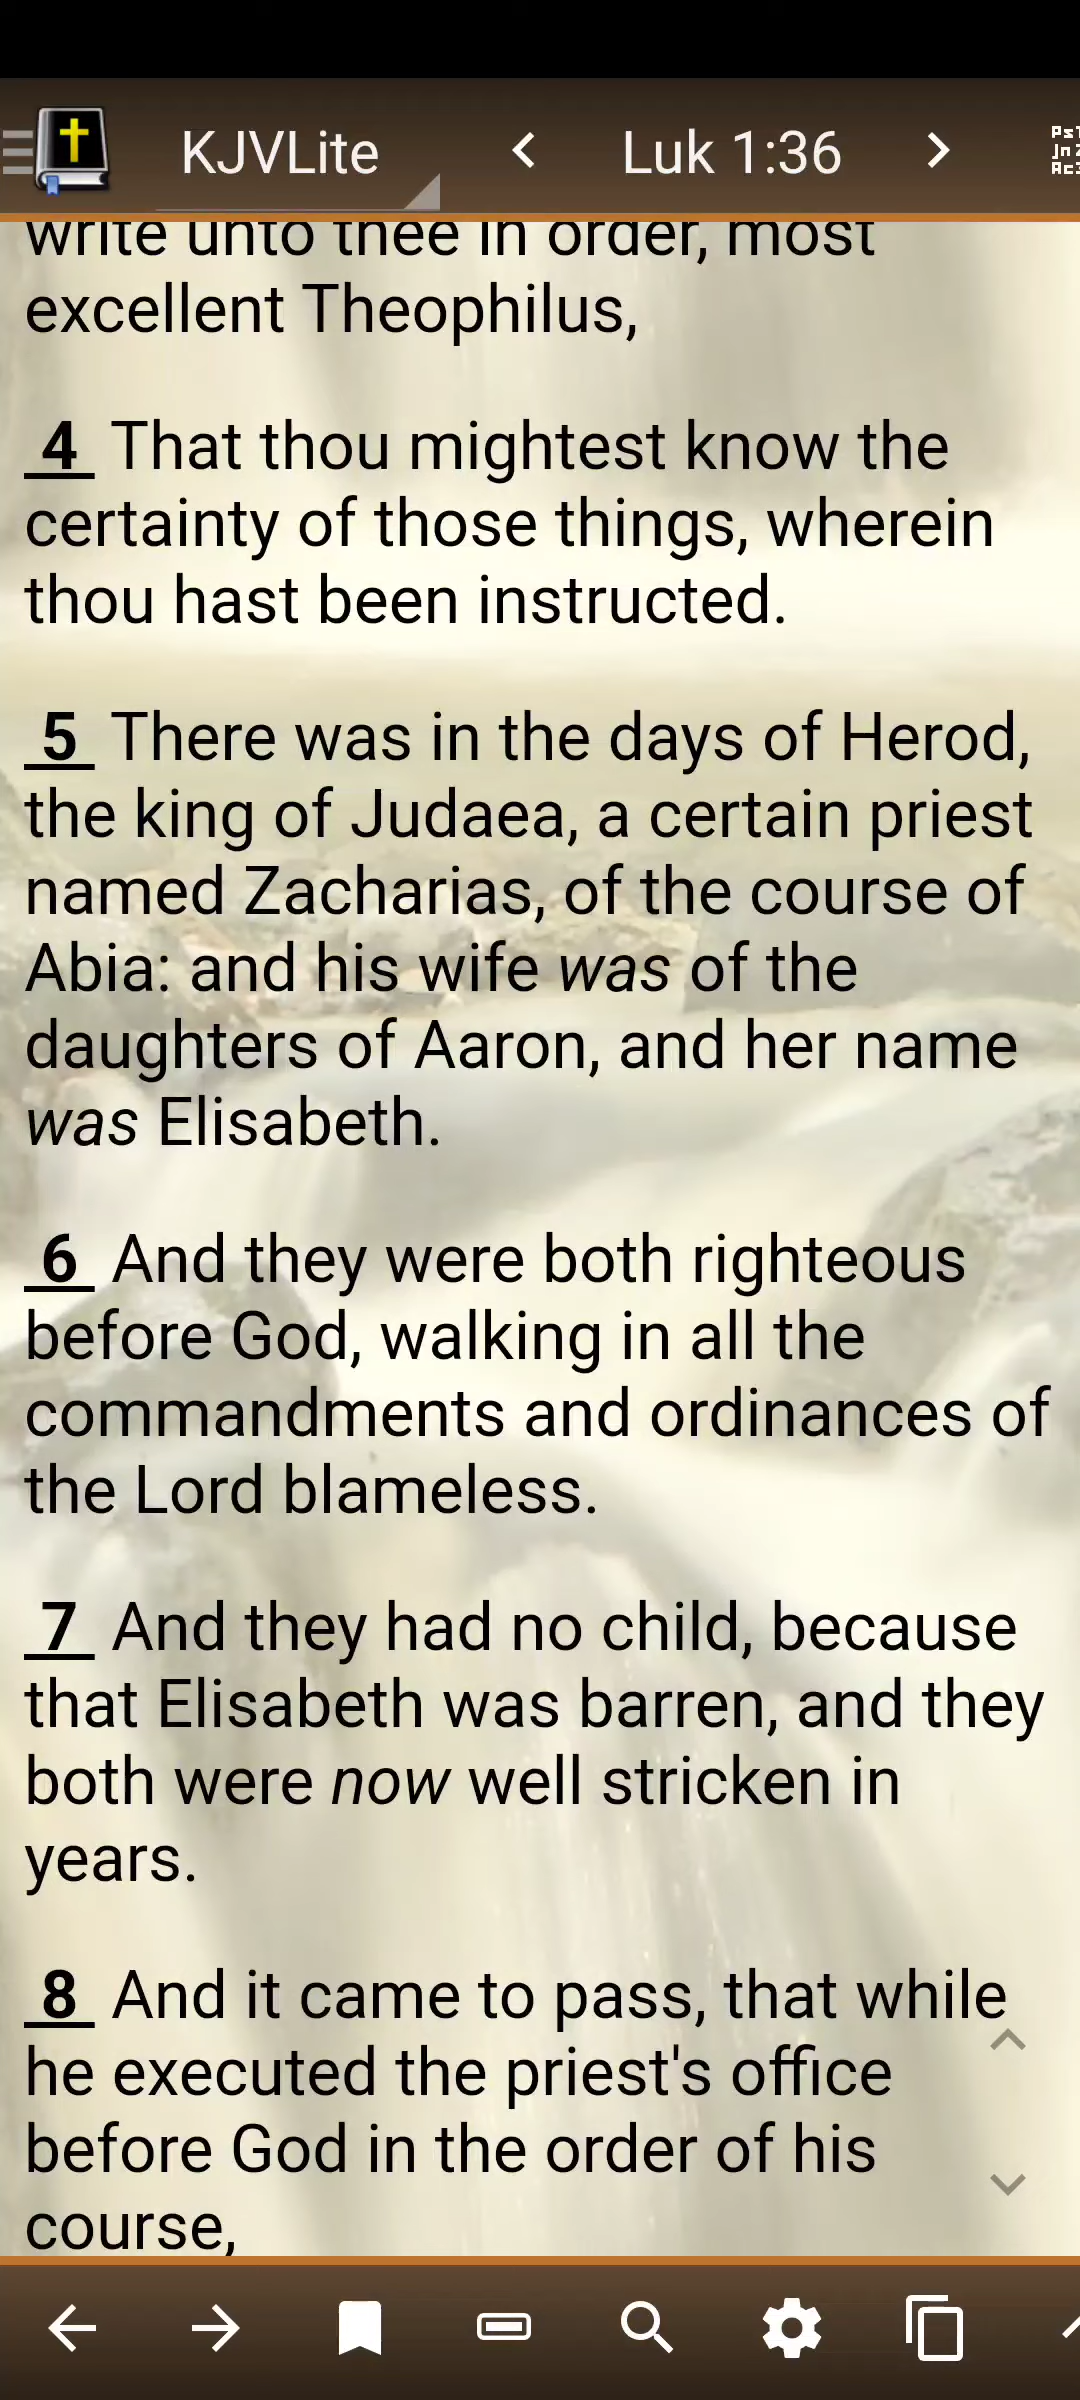 KJVLite
Luk 1:36
write unto thee in order, most
excellent Theophilus,
4 That thou mightest know the
certainty of those things, wherein
thou hast been instructed.
5 There was in the days of Herod,
the king of Judaea, a certain priest
named Zacharias, of the course of
Abia: and his wife was of the
daughters of Aaron, and her name
was Elisabeth.
6 And they were both righteous
before God, walking in all the
commandments and ordinances of
the Lord blameless.
7 And they had no child, because
that Elisabeth was barren, and they
both were now well stricken in
years.
8 And it came to pass, that while
he executed the priest's office
before God in the order of his
course,